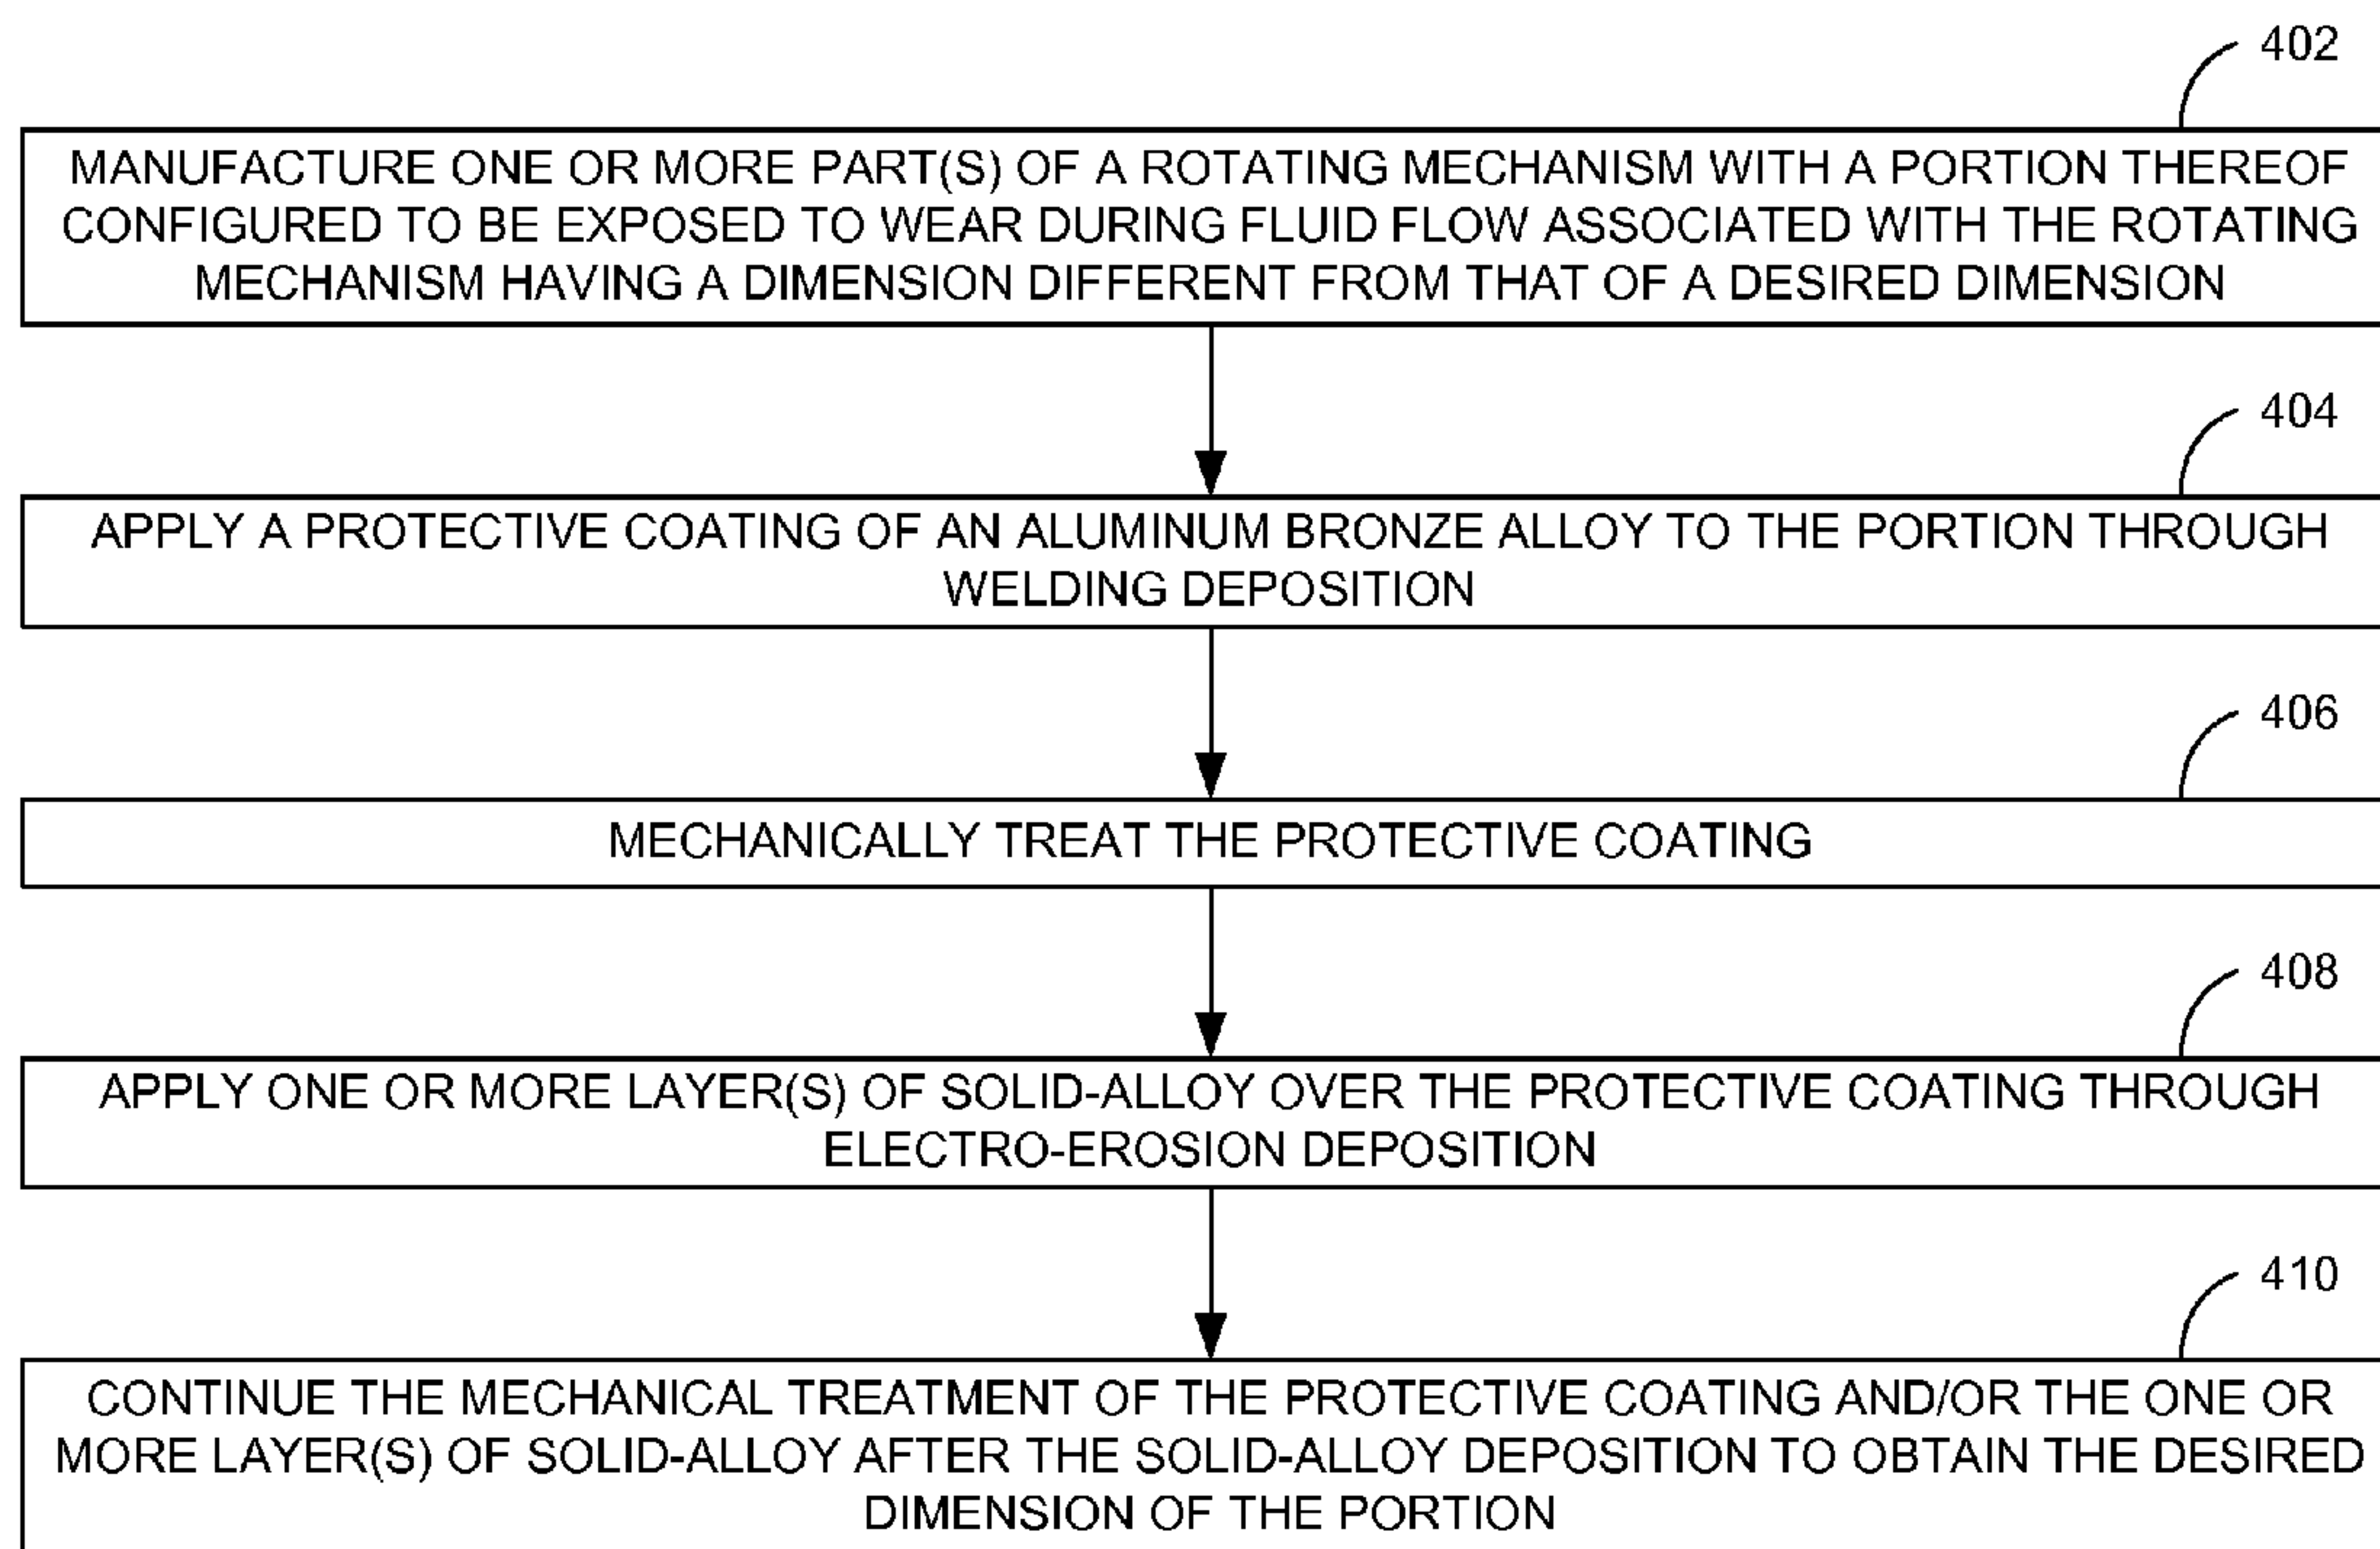 402
MANUFACTURE ONE OR MORE PART(S) OF A ROTATING MECHANISM WITH A PORTION THEREOF
CONFIGURED TO BE EXPOSED TO WEAR DURING FLUID FLOW ASSOCIATED WITH THE ROTATING
MECHANISM HAVING A DIMENSION DIFFERENT FROM THAT OF A DESIRED DIMENSION
404
APPLY A PROTECTIVE COATING OF AN ALUMINUM BRONZE ALLOY TO THE PORTION THROUGH
WELDING DEPOSITION
406
MECHANICALLY TREAT THE PROTECTIVE COATING
408
APPLY ONE OR MORE LAYER(S) OF SOLID-ALLOY OVER THE PROTECTIVE COATING THROUGH
ELECTRO-EROSION DEPOSITION
410
CONTINUE THE MECHANICAL TREATMENT OF THE PROTECTIVE COATING AND/OR THE ONE OR
MORE LAYER(S) OF SOLID-ALLOY AFTER THE SOLID-ALLOY DEPOSITION TO OBTAIN THE DESIRED
DIMENSION OF THE PORTION